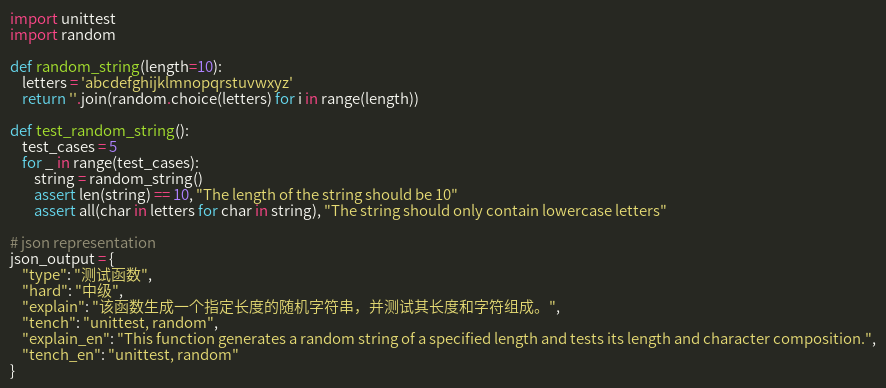 import unittest
import random
def random_string(length=10):
letters = 'abcdefghijklmnopqrstuvwxyz'
return ''.join(random.choice(letters) for i in range(length))
def test_random_string():
test_cases = 5
for _ in range(test_cases):
string = random_string()
assert len(string) == 10, "The length of the string should be 10"
assert all(char in letters for char in string), "The string should only contain lowercase letters"
# json representation
json_output = {
"type": "测试函数",
"hard": "中级",
"explain": "该函数生成一个指定长度的随机字符串，并测试其长度和字符组成。",
"tench": "unittest, random",
"explain_en": "This function generates a random string of a specified length and tests its length and character composition.",
"tench_en": "unittest, random"
}